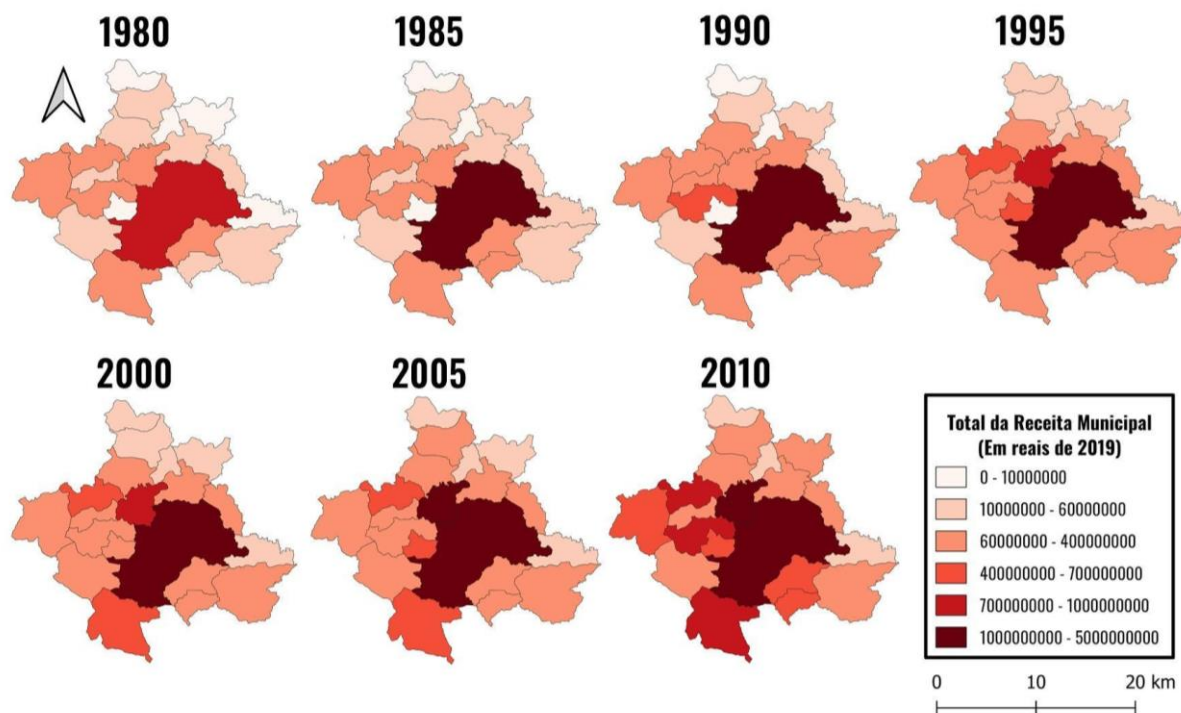 1980
1985
1990
1995
2000
2005
2010
Total da Receita Municipal
(Em reais de 2019)
0 - 10000000
10000000 - 60000000
60000000 - 400000000
400000000 - 700000000
700000000 - 1000000000
1000000000 - 5000000000
0 10 20 km